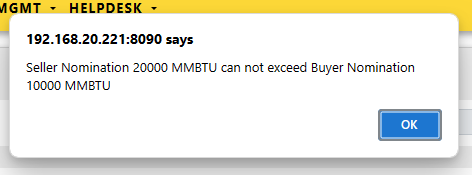 MGMT HELPDESK
192.168.20.221:8090 says
Seller Nomination 20000 MMBTU can not exceed Buyer Nomination
10000 MMBTU
OK